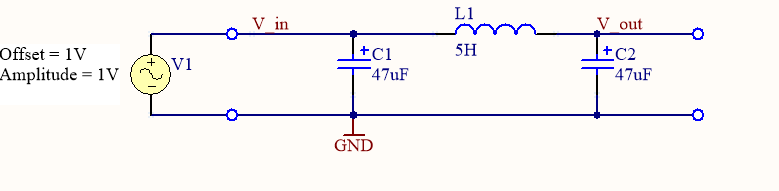 L1
V_in
V_out
+
C1
5H
+
C2
Offset = 1V
Amplitude = 1V
+
V1
47uF
47uF
GND